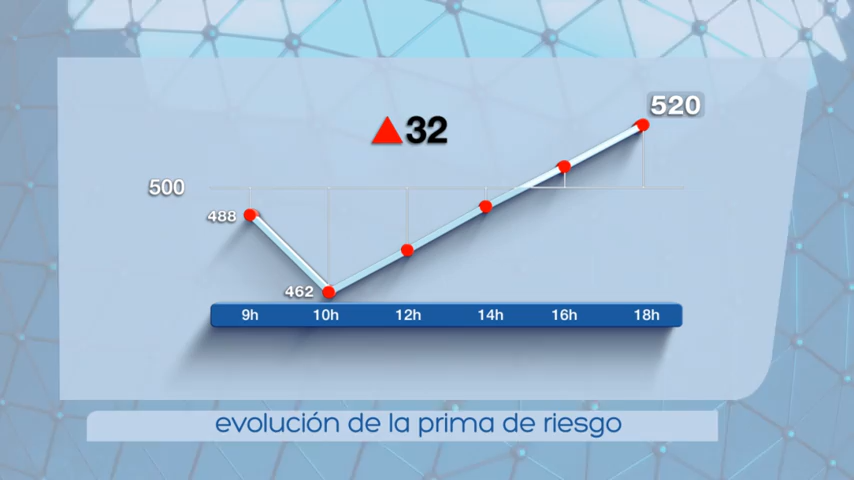 ▲32
520
500
488
462
9h 10h 12h 14h 16h 18h
evolución de la prima de riesgo